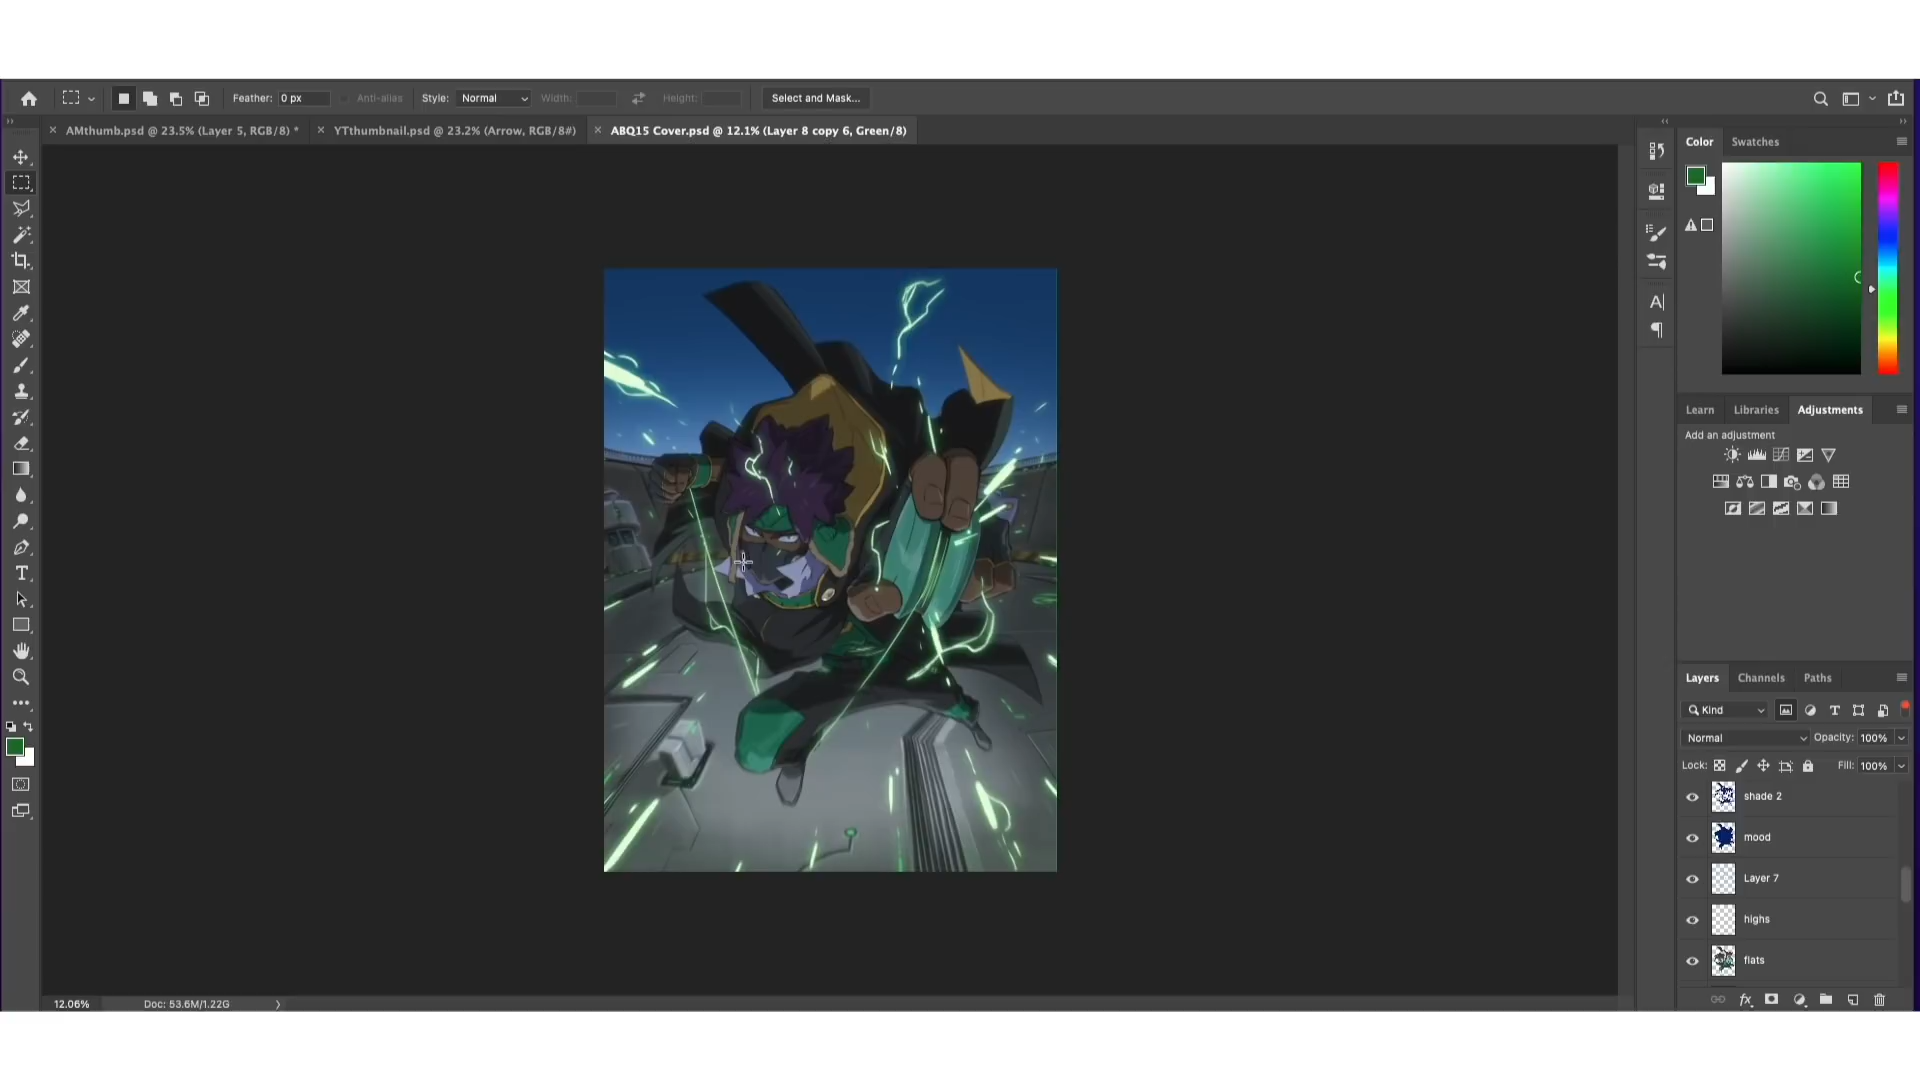 Feather: 0 px Anti-alias Style: Normal Width: Height: Select and Mask...
AMthumb.psd @ 23.5% (Layer 5, RGB/8) * YTthumbnail.psd @ 23.2% (Arrow, RGB/8#) ABQ15 Cover.psd @ 12.1% (Layer 8 copy 6, Green/8)
Color Swatches
Learn Libraries Adjustments
Add an adjustment
Layers Channels Paths
Kind
Normal Opacity: 100%
Lock: Fill: 100%
shade 2
mood
Layer 7
highs
flats
12.06% Doc: 53.6M/1.22G